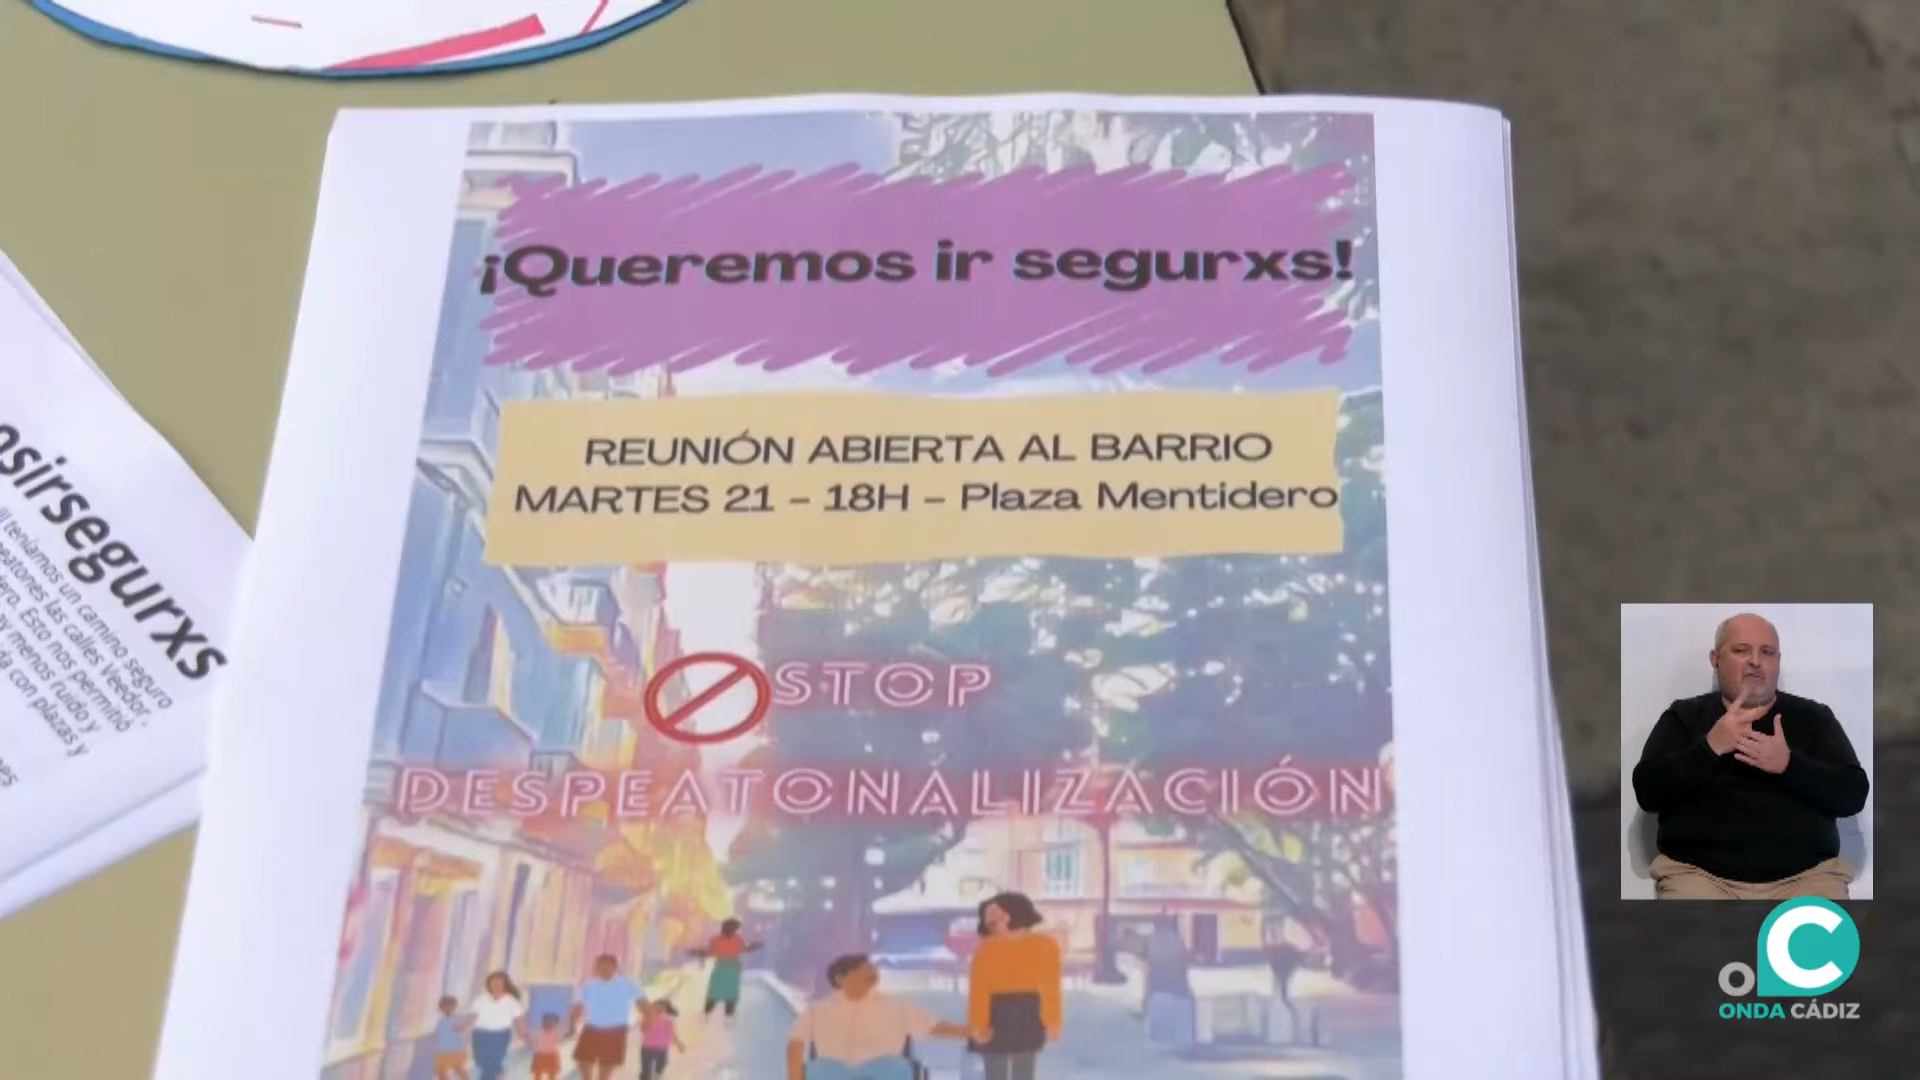 ¡Queremos ir segurxs!
REUNIÓN ABIERTA AL BARRIO
MARTES 21 – 18H – Plaza Mentidero
STOP
DESPEATONALIZACIÓN
osirsegurxs
teníamos un camino seguro
las calles Veedor -
Esto nos permitió
menos ruido y
con plazas y
ONDA CÁDIZ